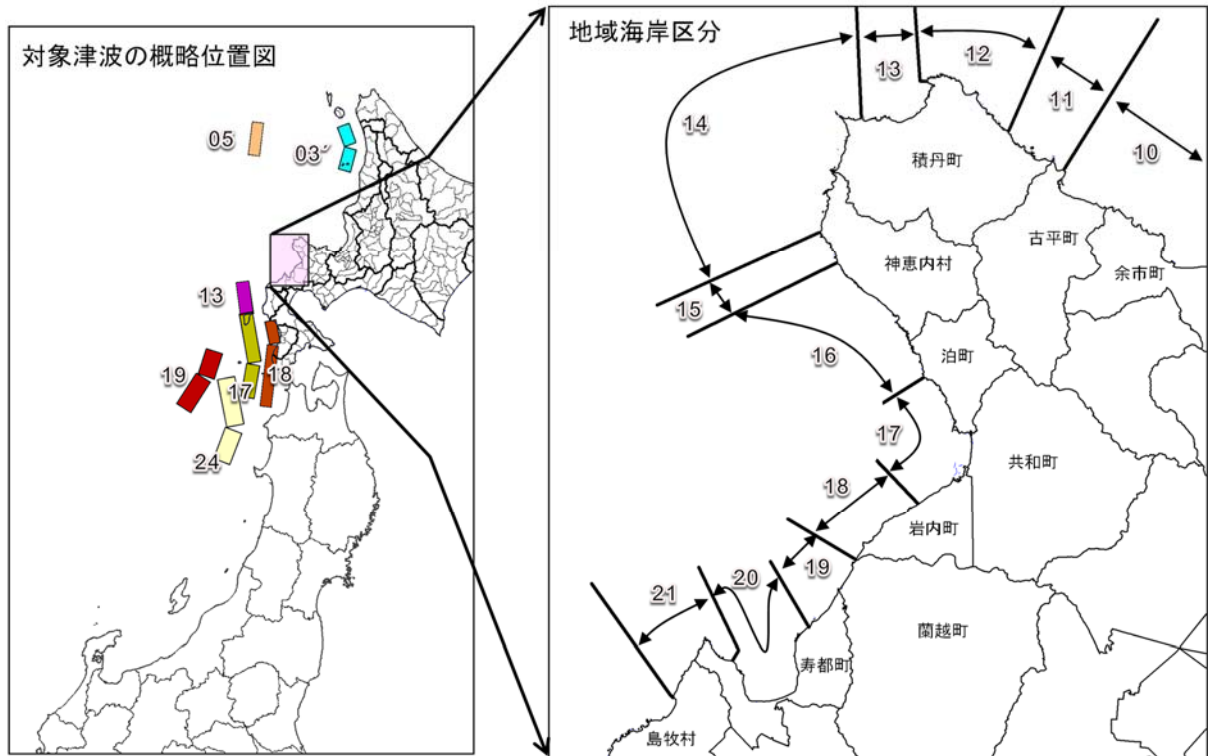 対象津波の概略位置図
05
03´
13
19
17
18
24
地域海岸区分
13
12
11
14
10
積丹町
古平町
神恵内村
余市町
15
16
泊町
17
共和町
18
岩内町
19
20
21
蘭越町
寿都町
島牧村